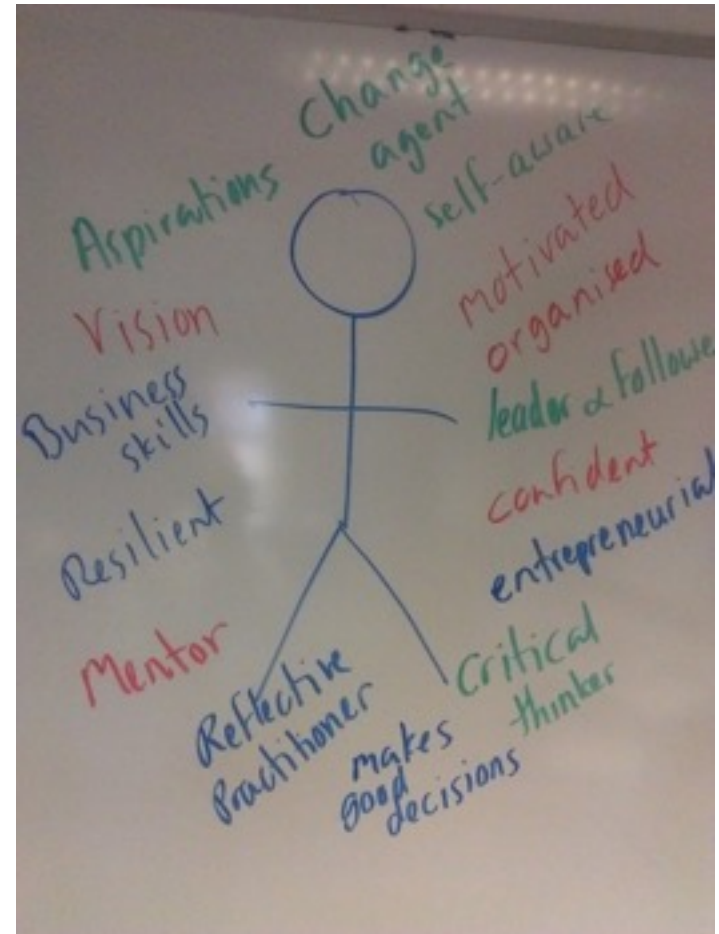 Change
agent
self-aware
Aspirations
motivated
Vision
organised
Business
skills
leader & followe
confident
Resilient
entrepreneurial
Mentor
Critical
thinker
Reflective
Practitioner
makes
good
decisions